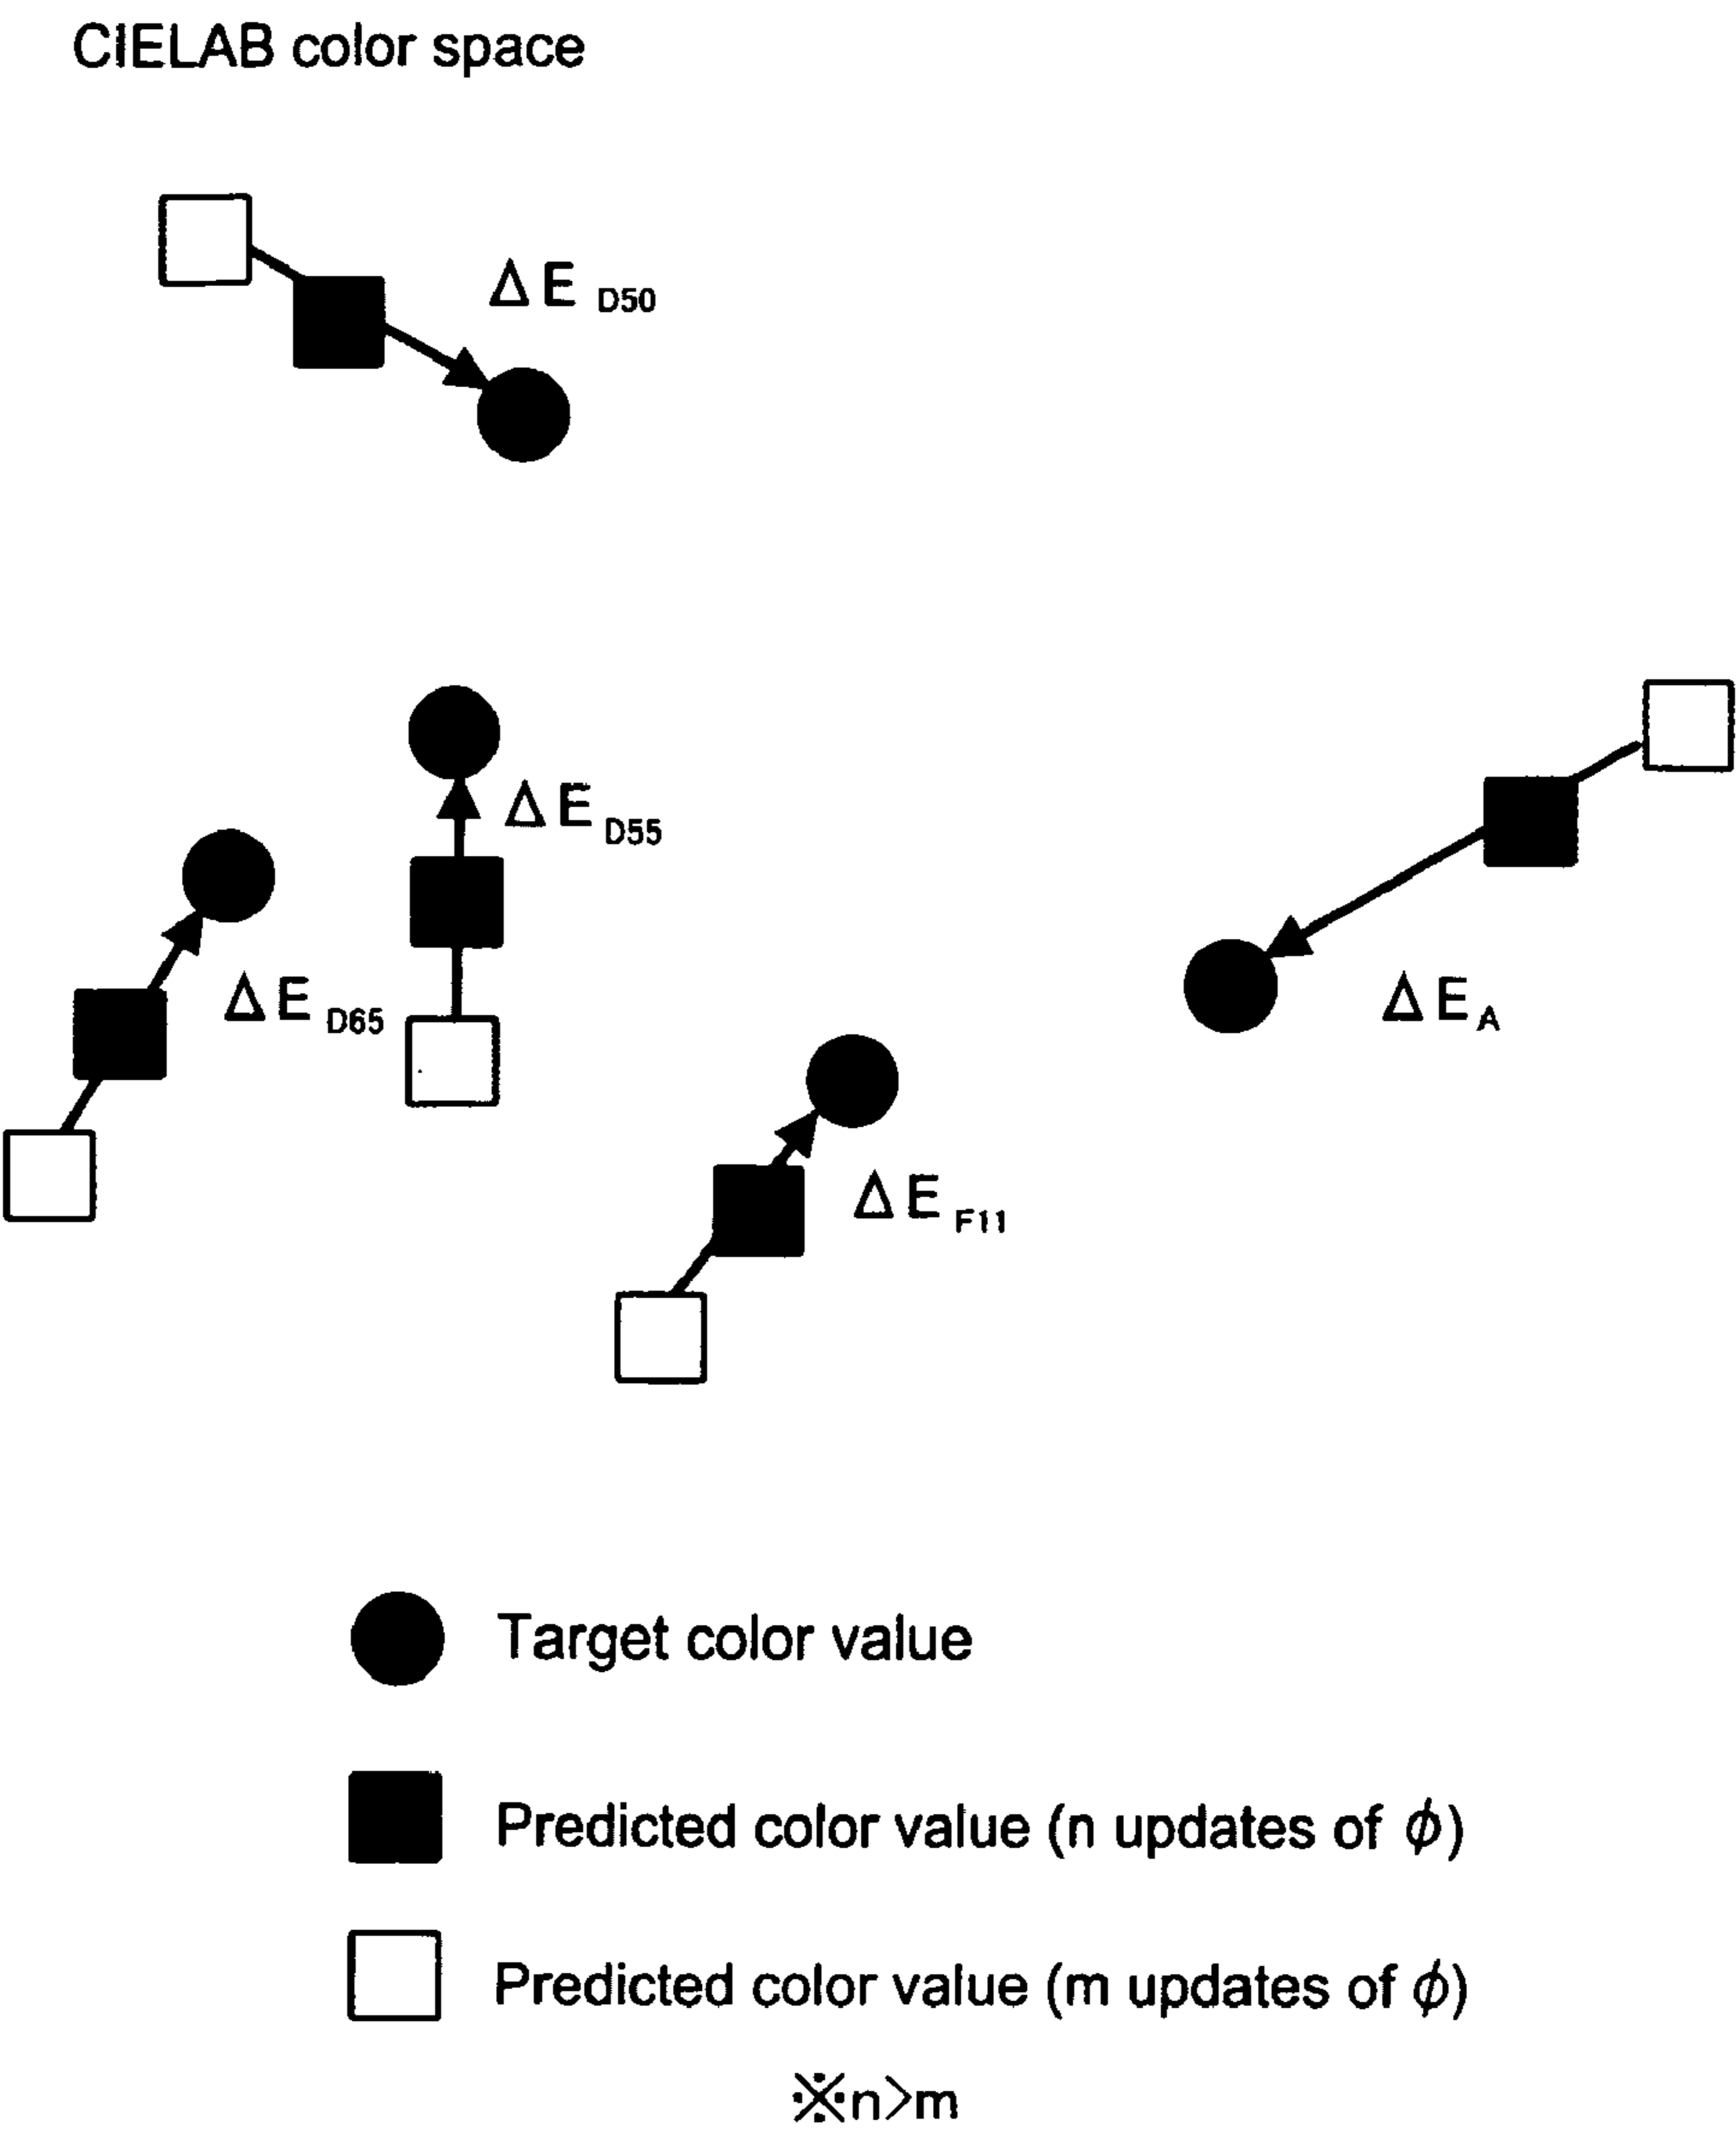 CIELAB color space
ΔE D50
ΔE D55
ΔE D65
ΔE A
ΔE F11
Target color value
Predicted color value (n updates of ϕ)
Predicted color value (m updates of ϕ)
※n>m